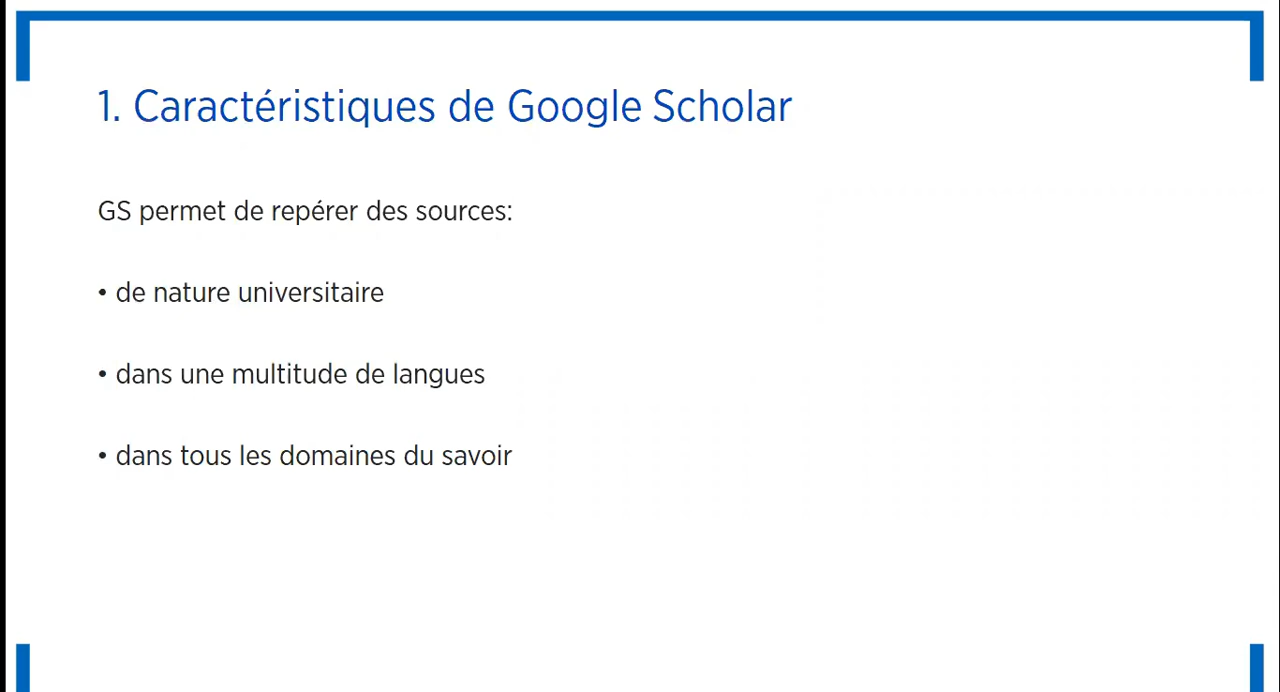 1. Caractéristiques de Google Scholar
GS permet de repérer des sources:
• de nature universitaire
• dans une multitude de langues
• dans tous les domaines du savoir